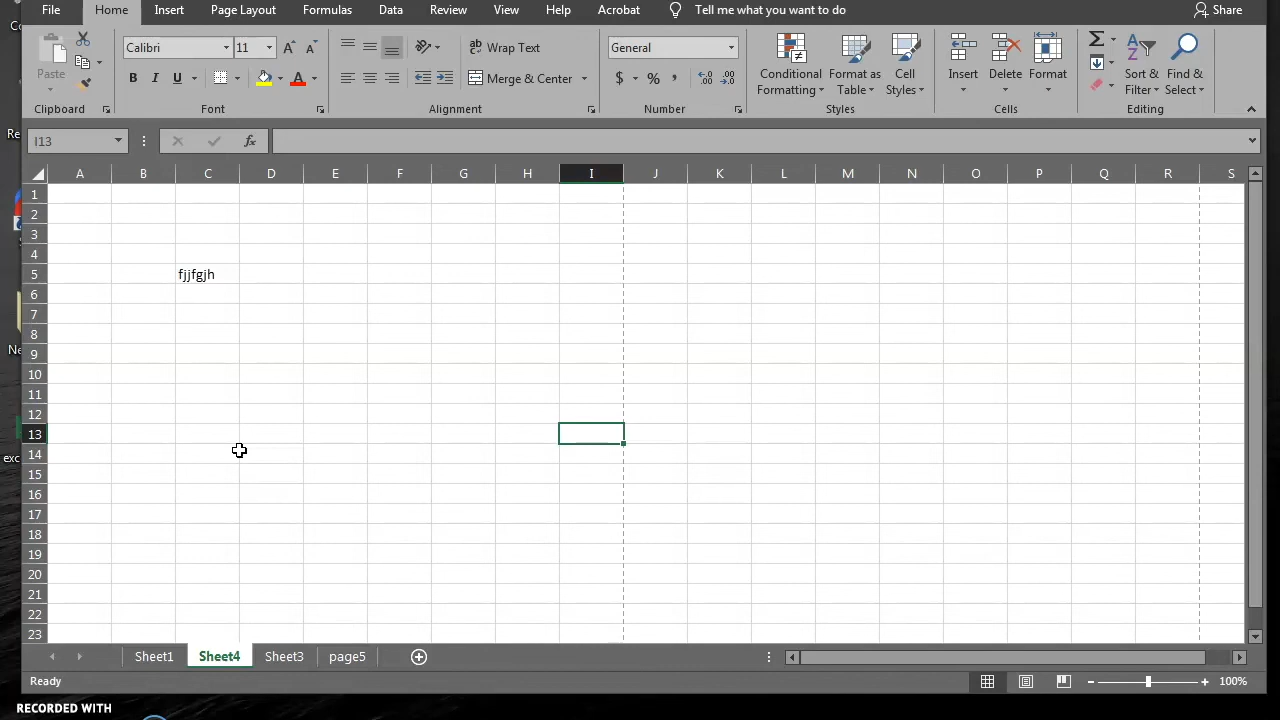 File Home Insert Page Layout Formulas Data Review View Help Acrobat Tell me what you want to do Share
Calibri 11 Wrap Text General
Paste B I U Merge & Center $ % , Conditional Formatting Format as Table Cell Styles Insert Delete Format Sort & Filter Find & Select
Clipboard Font Alignment Number Styles Cells Editing
I13 fx
A B C D E F G H I J K L M N O P Q R S
1
2
3
4
5 fjjfgjh
6
7
8
9
10
11
12
13
14
15
16
17
18
19
20
21
22
23
Sheet1 Sheet4 Sheet3 page5
Ready 100%
RECORDED WITH